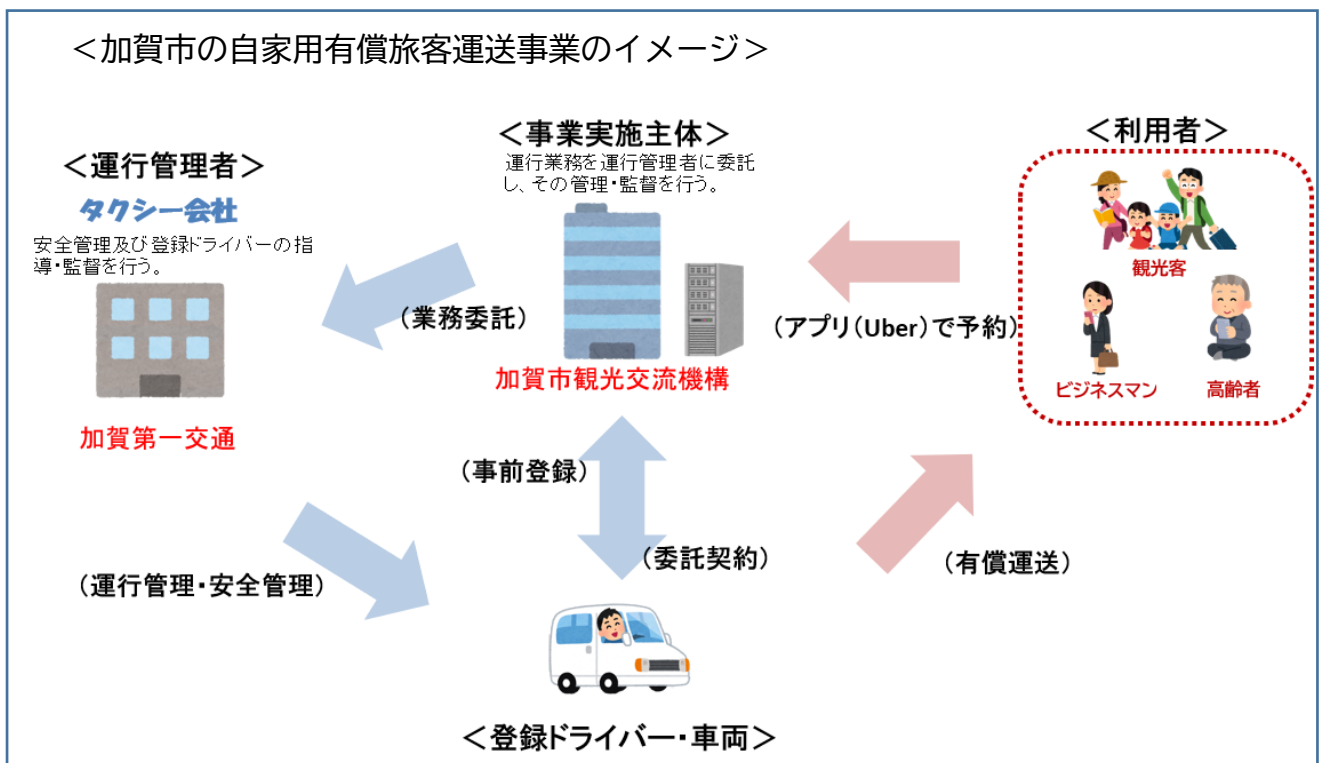 ＜加賀市の自家用有償旅客運送事業のイメージ＞
＜運行管理者＞
タクシー会社
安全管理及び登録ドライバーの指
導・監督を行う。
加賀第一交通
＜事業実施主体＞
運行業務を運行管理者に委託
し、その管理・監督を行う。
加賀市観光交流機構
＜利用者＞
観光客
ビジネスマン
高齢者
（業務委託）
（アプリ（Uber）で予約）
（事前登録）
（委託契約）
（有償運送）
（運行管理・安全管理）
＜登録ドライバー・車両＞